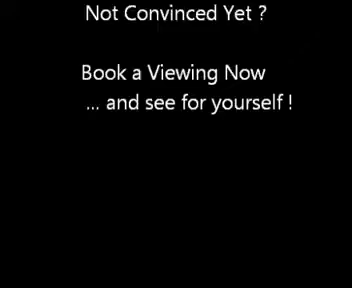 Not Convinced Yet ?
Book a Viewing Now
... and see for yourself !